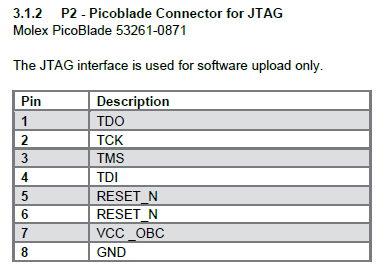 3.1.2 P2 - Picoblade Connector for JTAG
Molex PicoBlade 53261-0871
The JTAG interface is used for software upload only.
Pin Description
1 TDO
2 TCK
3 TMS
4 TDI
5 RESET_N
6 RESET_N
7 VCC _OBC
8 GND